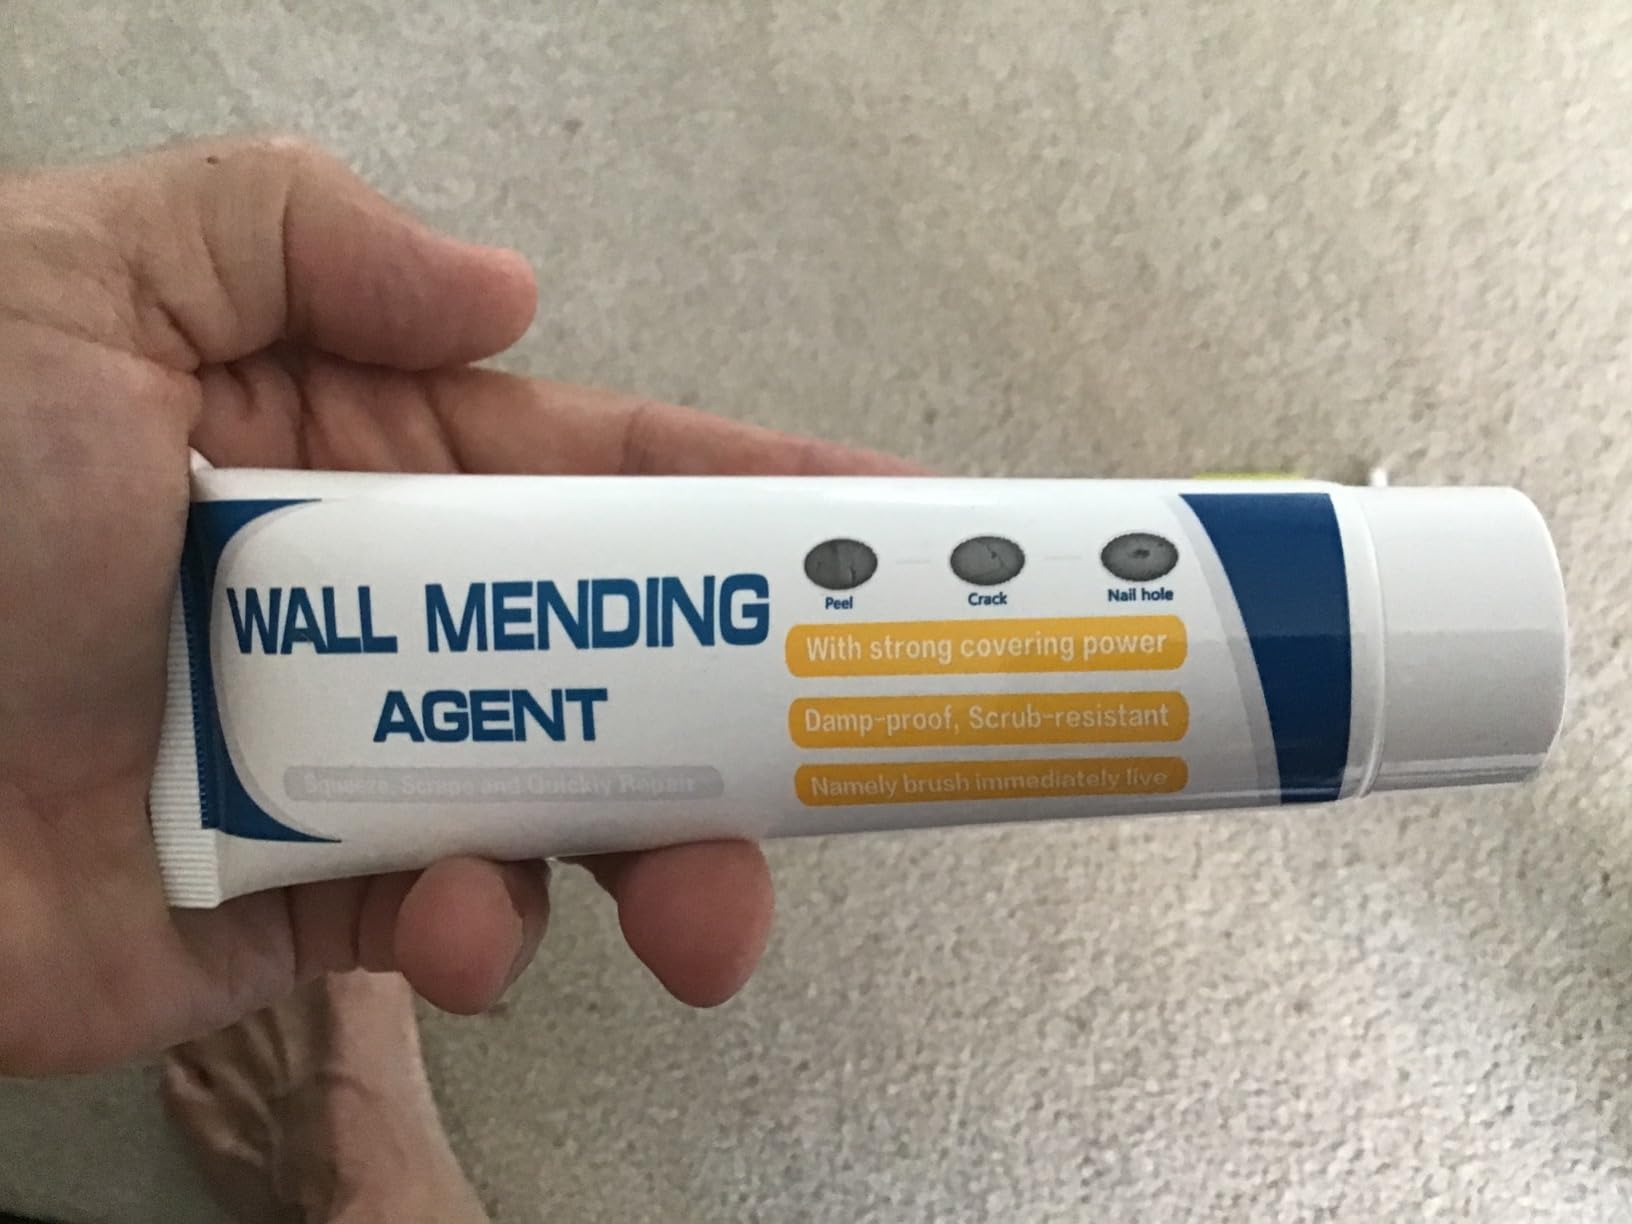 WALL MENDING
AGENT
Squeeze, Scrape and Quickly Repair
Peel
Crack
Nail hole
With strong covering power
Damp-proof, Scrub-resistant
Namely brush immediately live